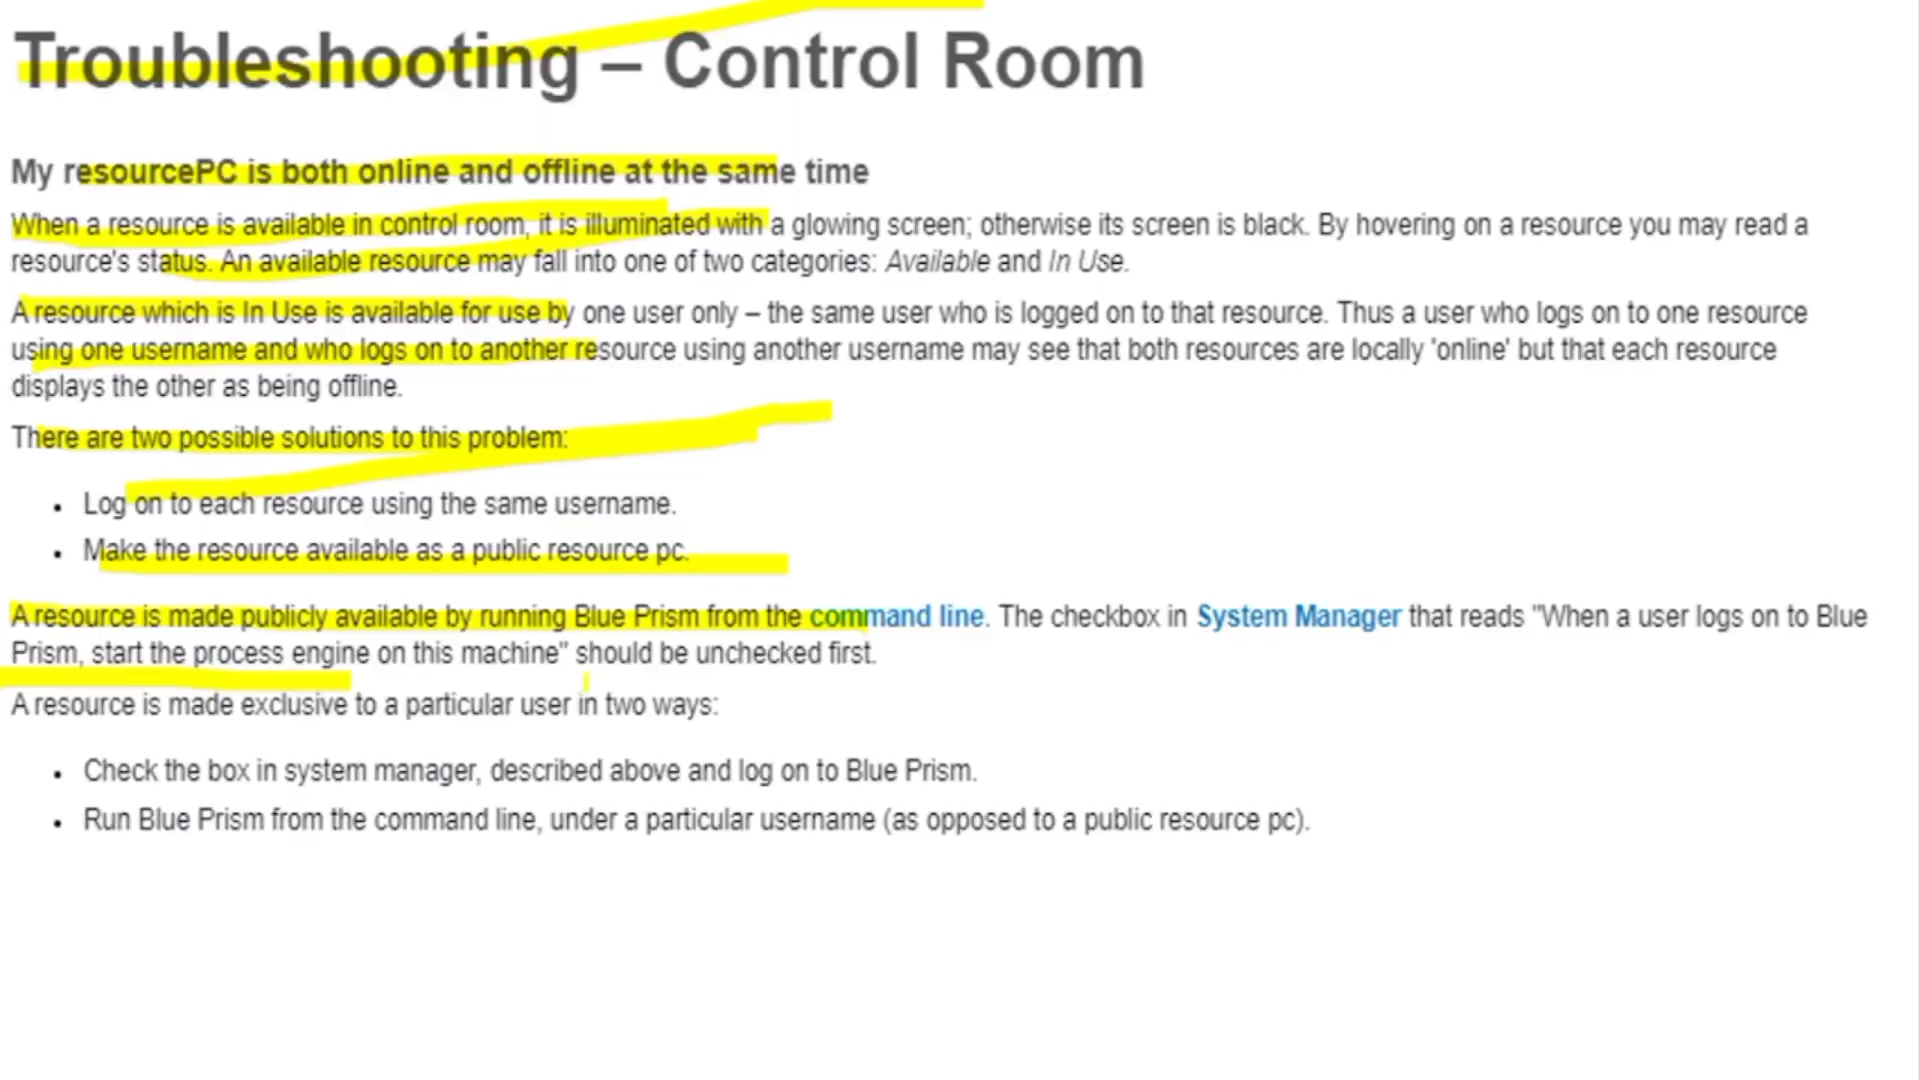 Troubleshooting – Control Room
My resourcePC is both online and offline at the same time
When a resource is available in control room, it is illuminated with a glowing screen; otherwise its screen is black. By hovering on a resource you may read a
resource's status. An available resource may fall into one of two categories: Available and In Use.
A resource which is In Use is available for use by one user only – the same user who is logged on to that resource. Thus a user who logs on to one resource
using one username and who logs on to another resource using another username may see that both resources are locally 'online' but that each resource
displays the other as being offline.
There are two possible solutions to this problem:
• Log on to each resource using the same username.
• Make the resource available as a public resource pc.
A resource is made publicly available by running Blue Prism from the command line. The checkbox in System Manager that reads "When a user logs on to Blue
Prism, start the process engine on this machine" should be unchecked first.
A resource is made exclusive to a particular user in two ways:
• Check the box in system manager, described above and log on to Blue Prism.
• Run Blue Prism from the command line, under a particular username (as opposed to a public resource pc).